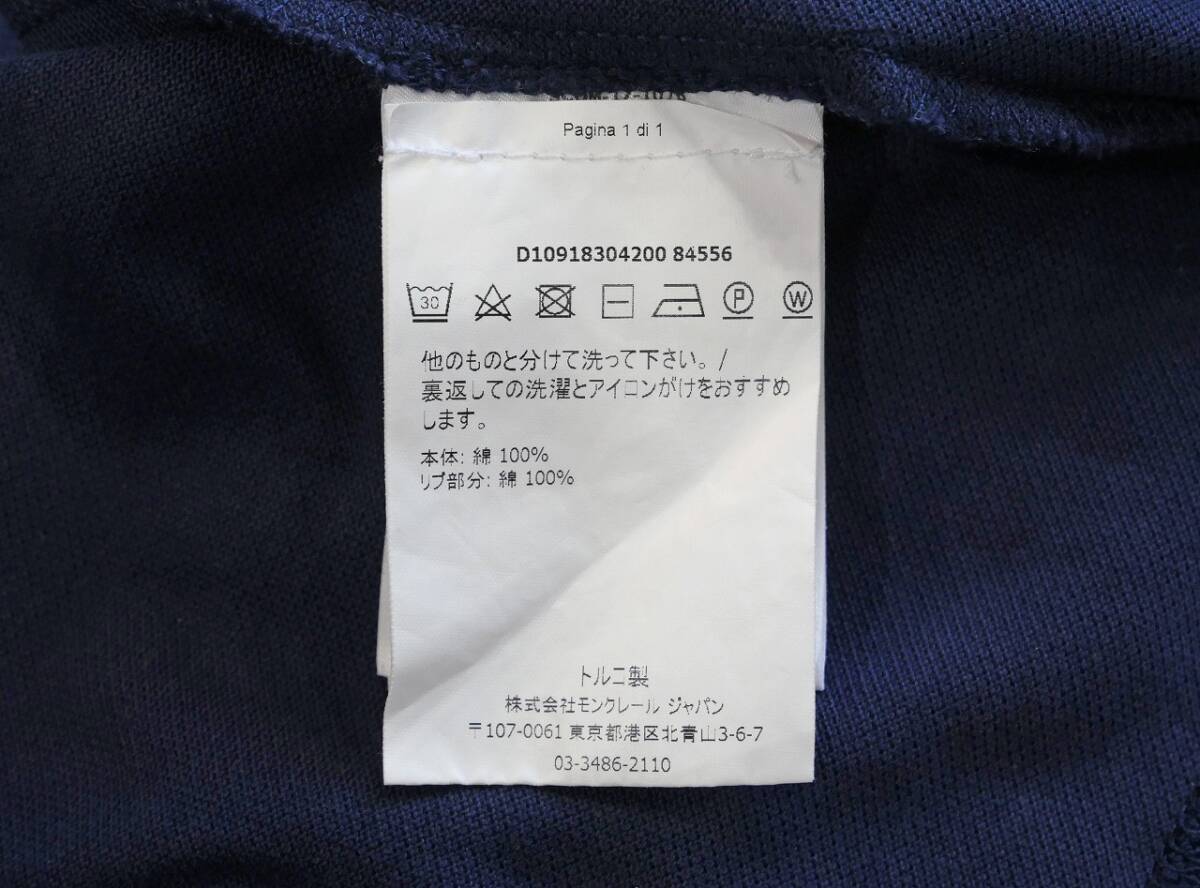 Pagina 1 di 1
D10918304200 84556
30 P W
他のものと分けて洗って下さい。/
裏返しての洗濯とアイロンがけをおすすめ
します。
本体: 綿 100%
リブ部分: 綿 100%
トルコ製
株式会社モンクレール ジャパン
〒107-0061 東京都港区北青山3-6-7
03-3486-2110